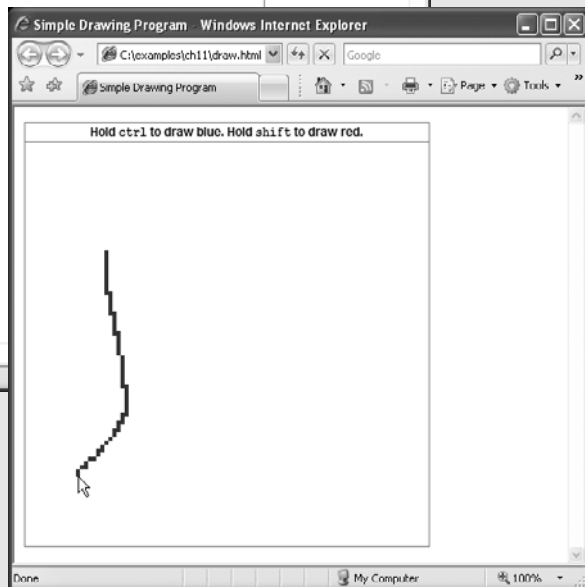 Simple Drawing Program - Windows Internet Explorer
C:\examples\ch11\draw.html
Google
Simple Drawing Program
Page
Tools
»
Hold ctrl to draw blue. Hold shift to draw red.
Done
My Computer
100%